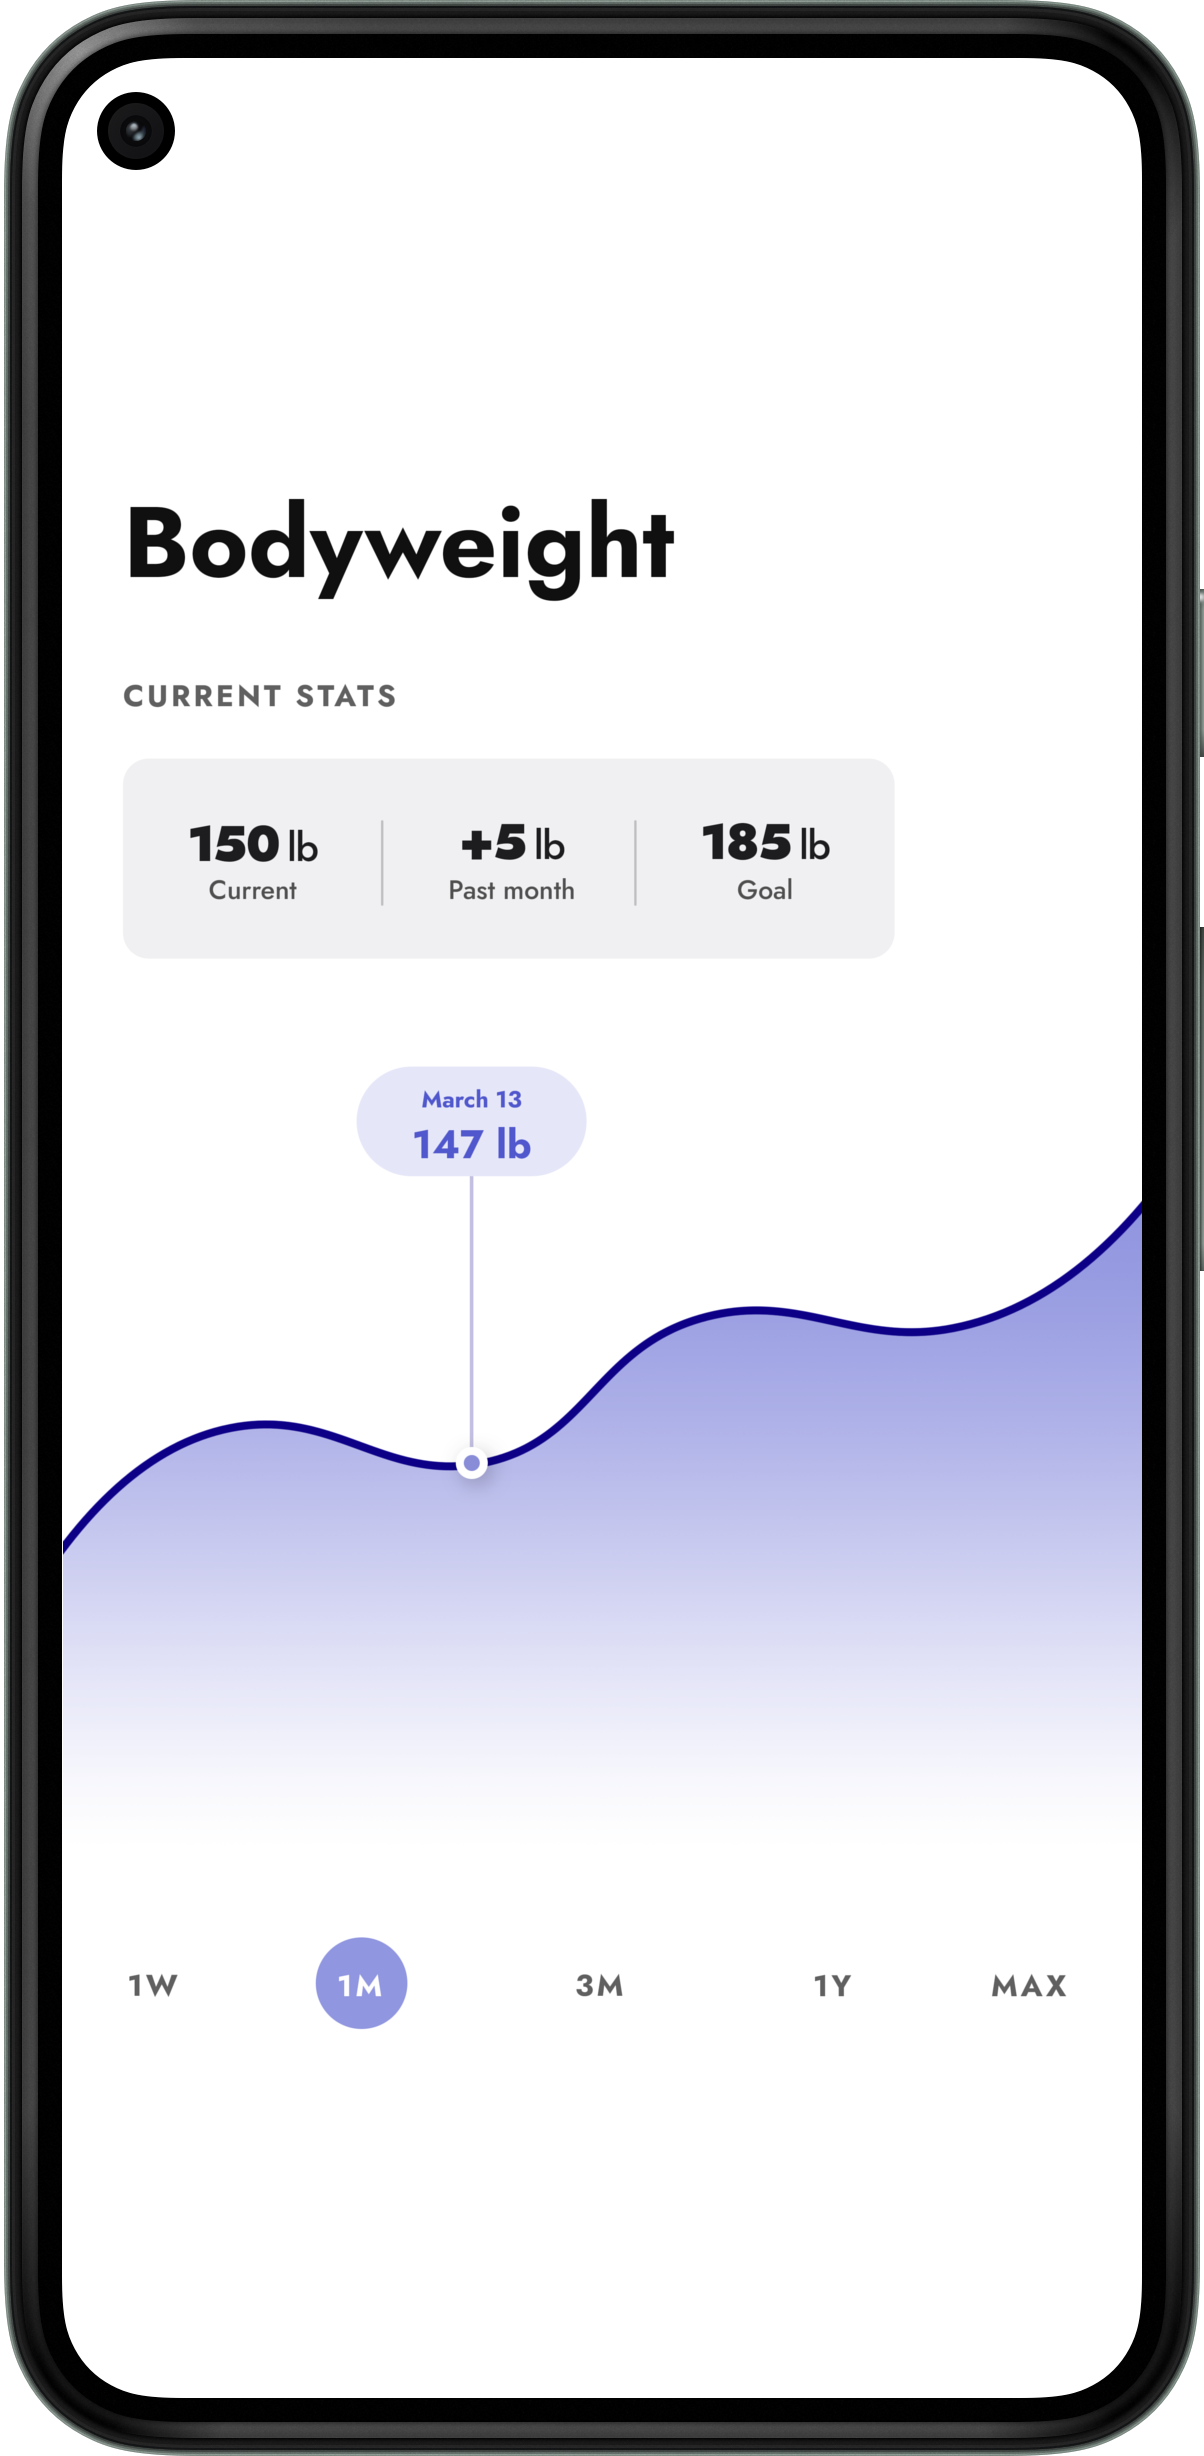 Bodyweight
CURRENT STATS
150 lb
Current
+5 lb
Past month
185 lb
Goal
March 13
147 lb
1W 1M 3M 1Y MAX